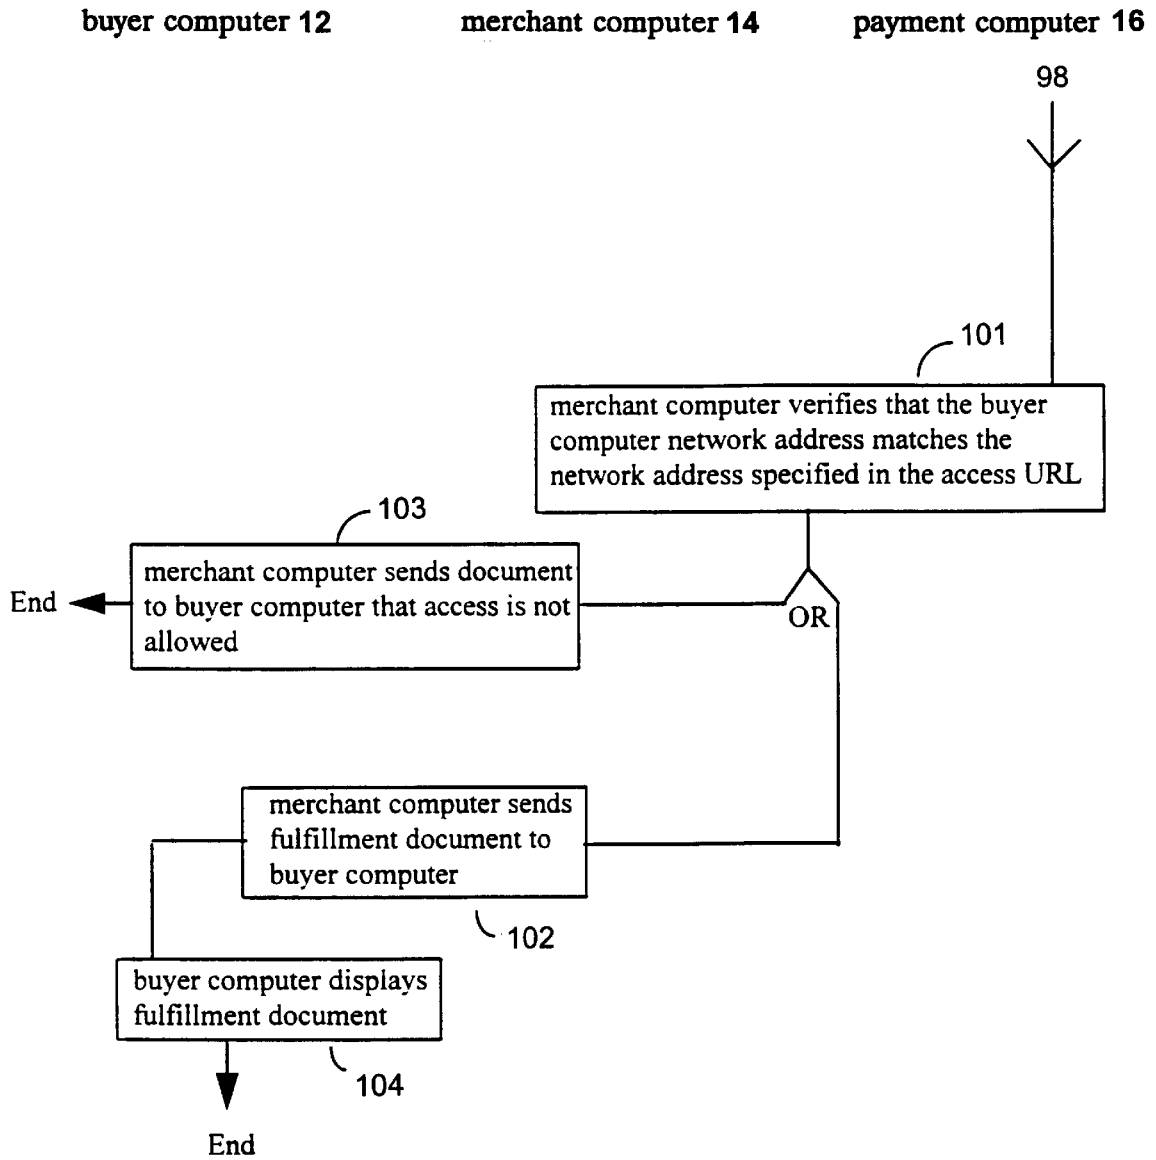 buyer computer 12 merchant computer 14 payment computer 16
98
101
merchant computer verifies that the buyer
computer network address matches the
network address specified in the access URL
103
merchant computer sends document
to buyer computer that access is not
allowed
End
OR
merchant computer sends
fulfillment document to
buyer computer
102
buyer computer displays
fulfillment document
104
End